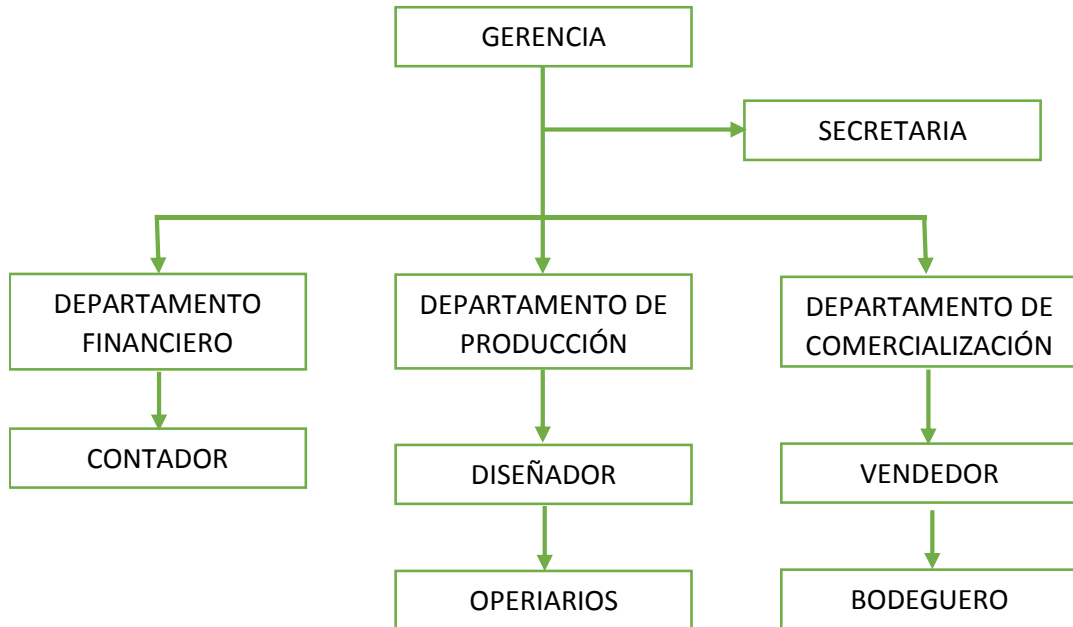 GERENCIA
SECRETARIA
DEPARTAMENTO
FINANCIERO
DEPARTAMENTO DE
PRODUCCIÓN
DEPARTAMENTO DE
COMERCIALIZACIÓN
CONTADOR
DISEÑADOR
VENDEDOR
OPERIARIOS
BODEGUERO